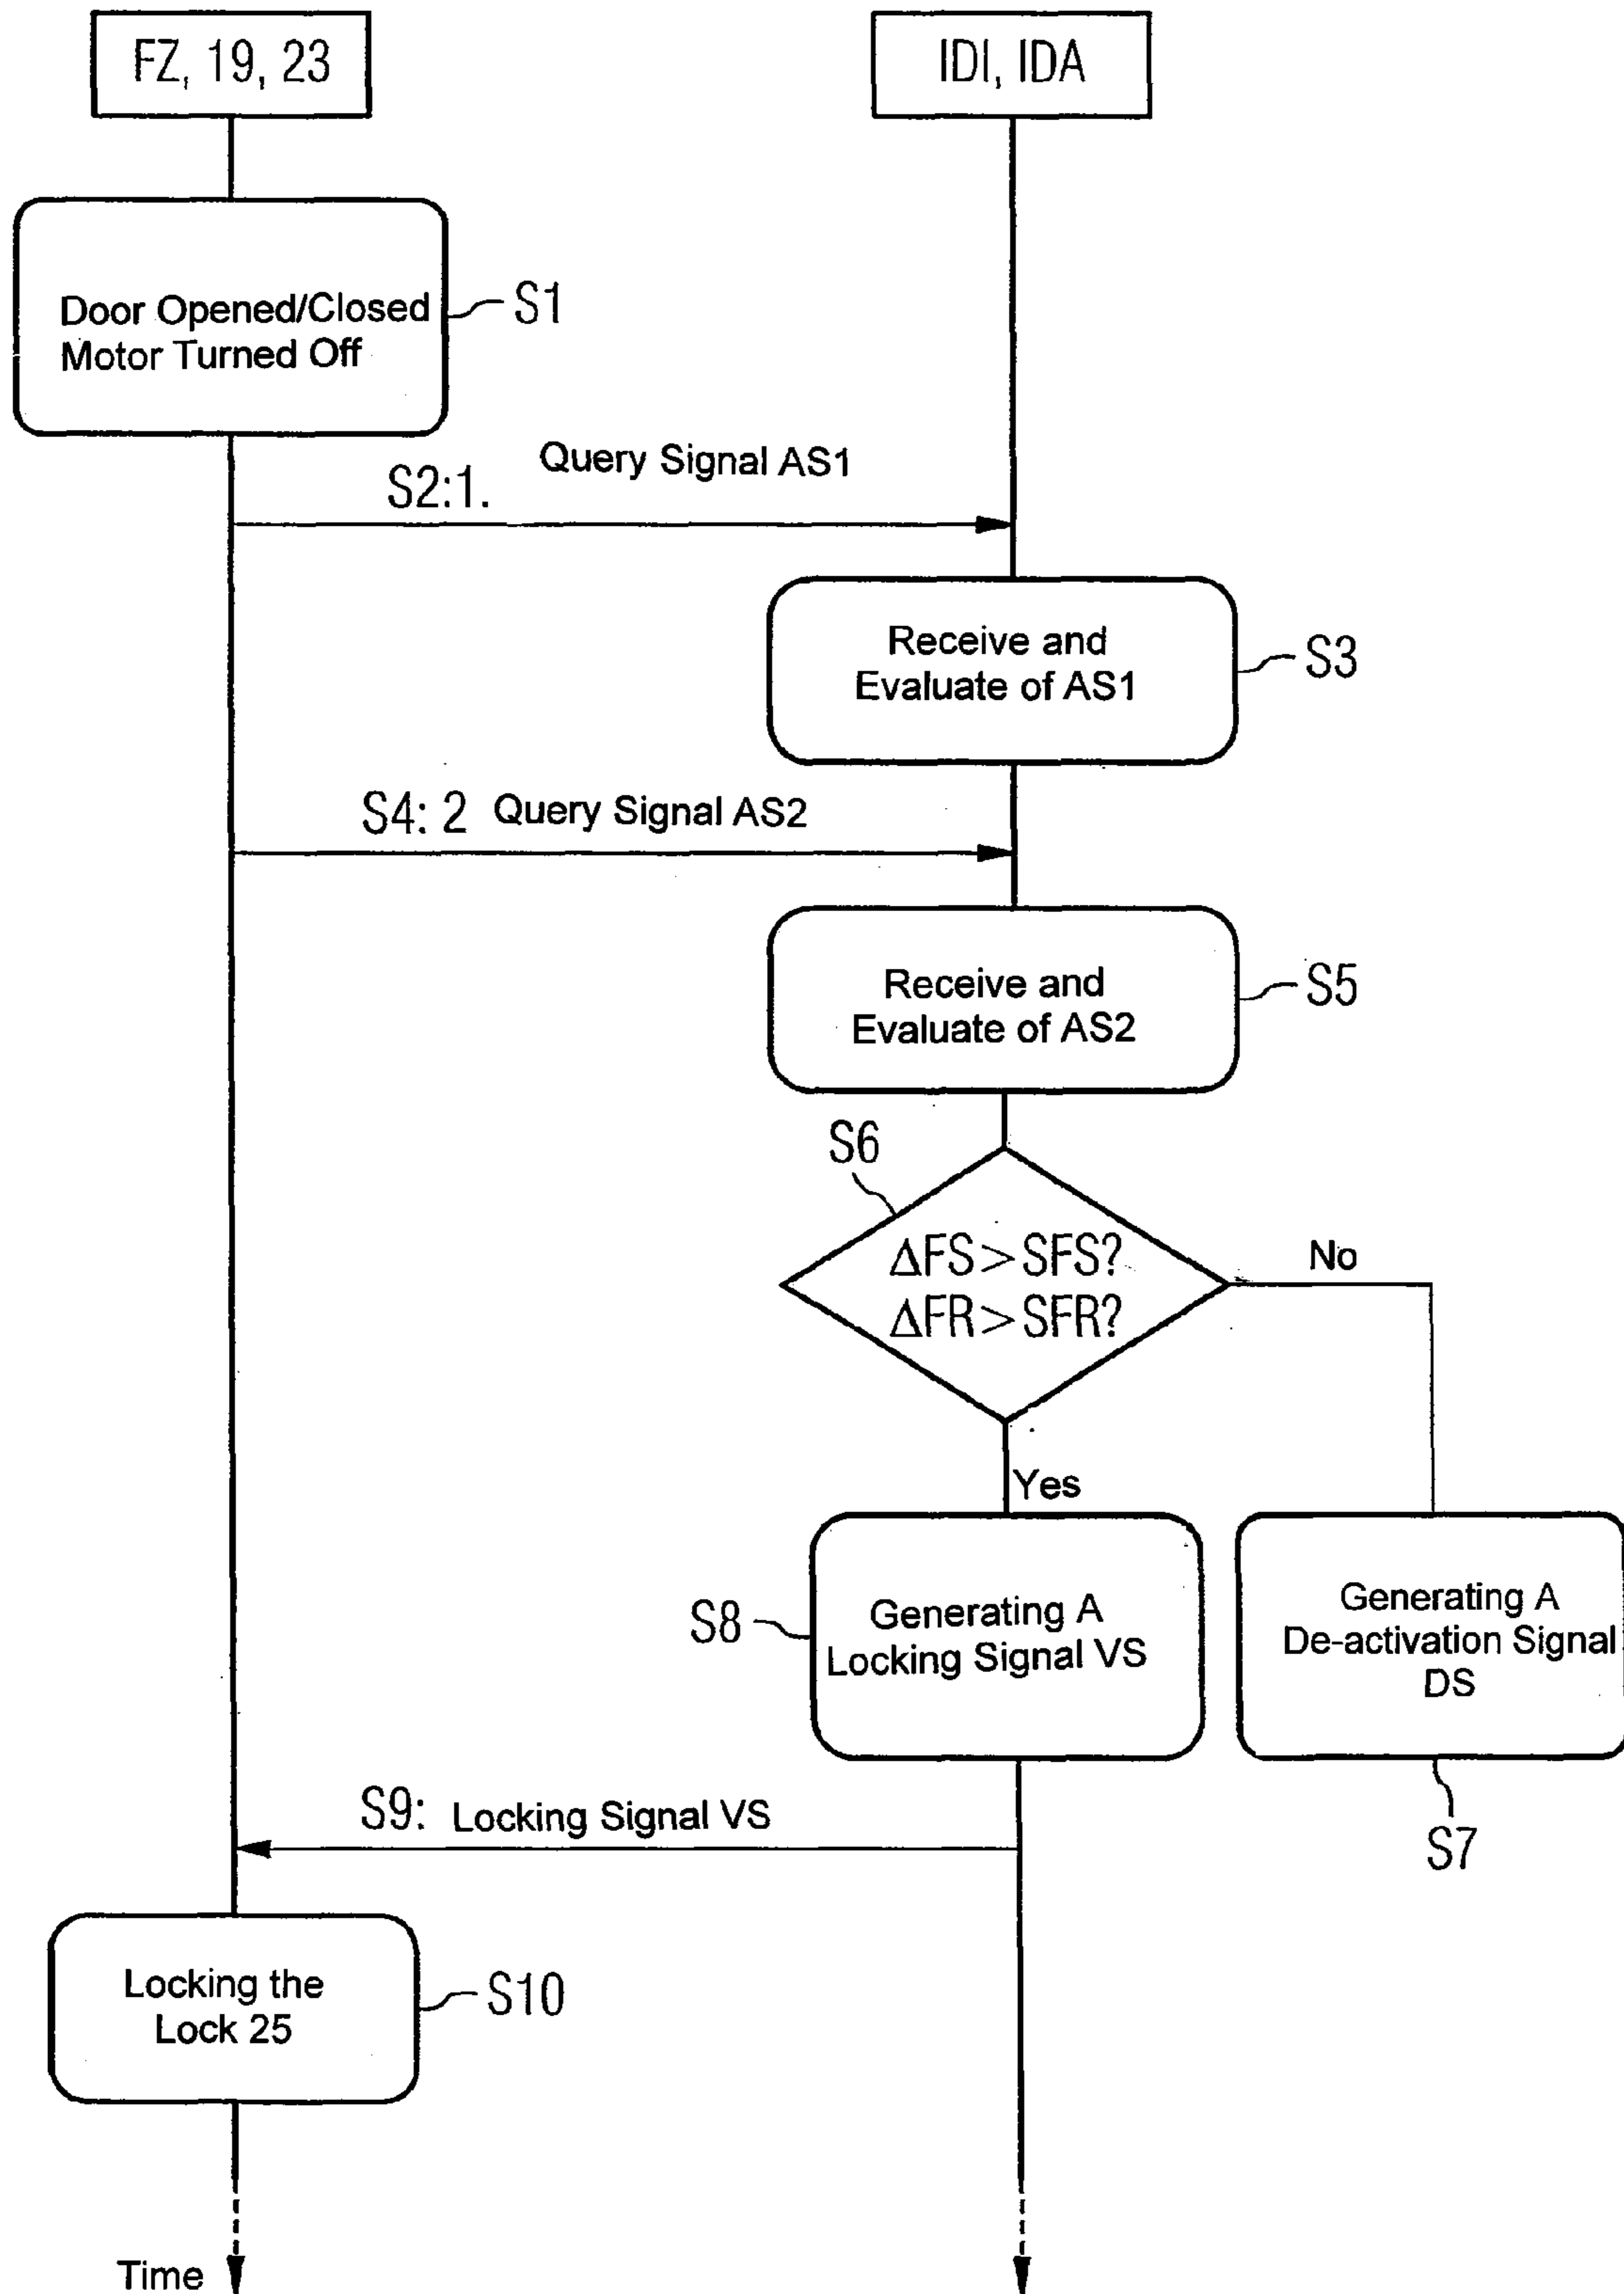 FZ, 19, 23
IDI, IDA
Door Opened/Closed
Motor Turned Off
S1
Query Signal AS1
S2:1.
Receive and
Evaluate of AS1
S3
S4: 2 Query Signal AS2
Receive and
Evaluate of AS2
S5
S6
ΔFS>SFS?
ΔFR>SFR?
No
Yes
S8
Generating A
Locking Signal VS
Generating A
De-activation Signal
DS
S7
S9: Locking Signal VS
Locking the
Lock 25
S10
Time